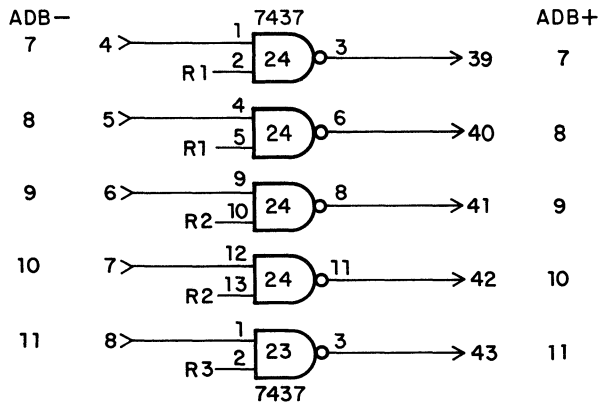 ADB− 7437 ADB+
7 4 1 24 3 39 7
R1 2
8 5 4 24 6 40 8
R1 5
9 6 9 24 8 41 9
R2 10
10 7 12 24 11 42 10
R2 13
11 8 1 23 3 43 11
R3 2
7437